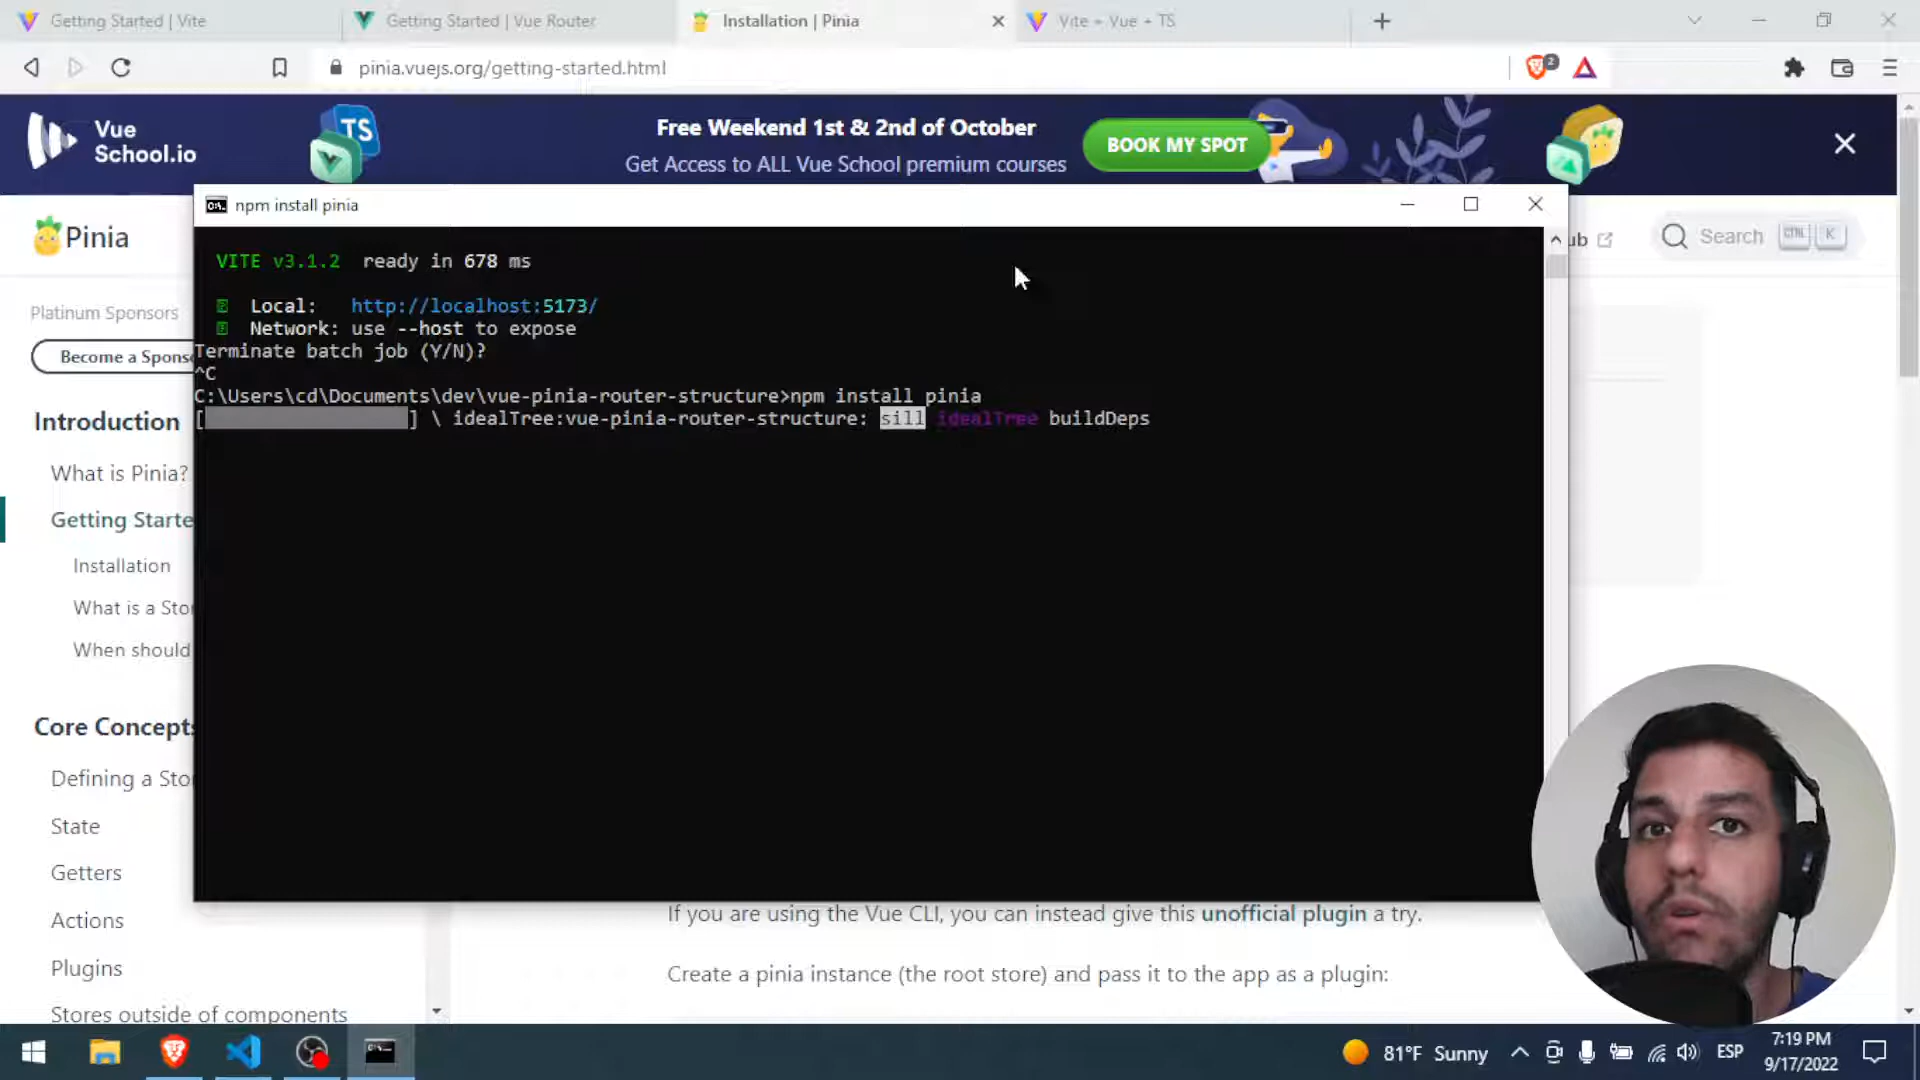 Getting Started | Vite
Getting Started | Vue Router
Installation | Pinia
Vite + Vue + TS
pinia.vuejs.org/getting-started.html
2
Vue
School.io
TS
Free Weekend 1st & 2nd of October
Get Access to ALL Vue School premium courses
BOOK MY SPOT
npm install pinia
Pinia
ub
Search
CTRL K
VITE v3.1.2 ready in 678 ms
Local: http://localhost:5173/
Network: use --host to expose
Terminate batch job (Y/N)?
^C
C:\Users\cd\Documents\dev\vue-pinia-router-structure>npm install pinia
[ ] \ idealTree:vue-pinia-router-structure: sill idealTree buildDeps
Platinum Sponsors
Become a Sponso
Introduction
What is Pinia?
Getting Starte
Installation
What is a Sto
When should
Core Concepts
Defining a Sto
State
Getters
Actions
Plugins
Stores outside of components
If you are using the Vue CLI, you can instead give this unofficial plugin a try.
Create a pinia instance (the root store) and pass it to the app as a plugin:
81°F Sunny
ESP
7:19 PM
9/17/2022